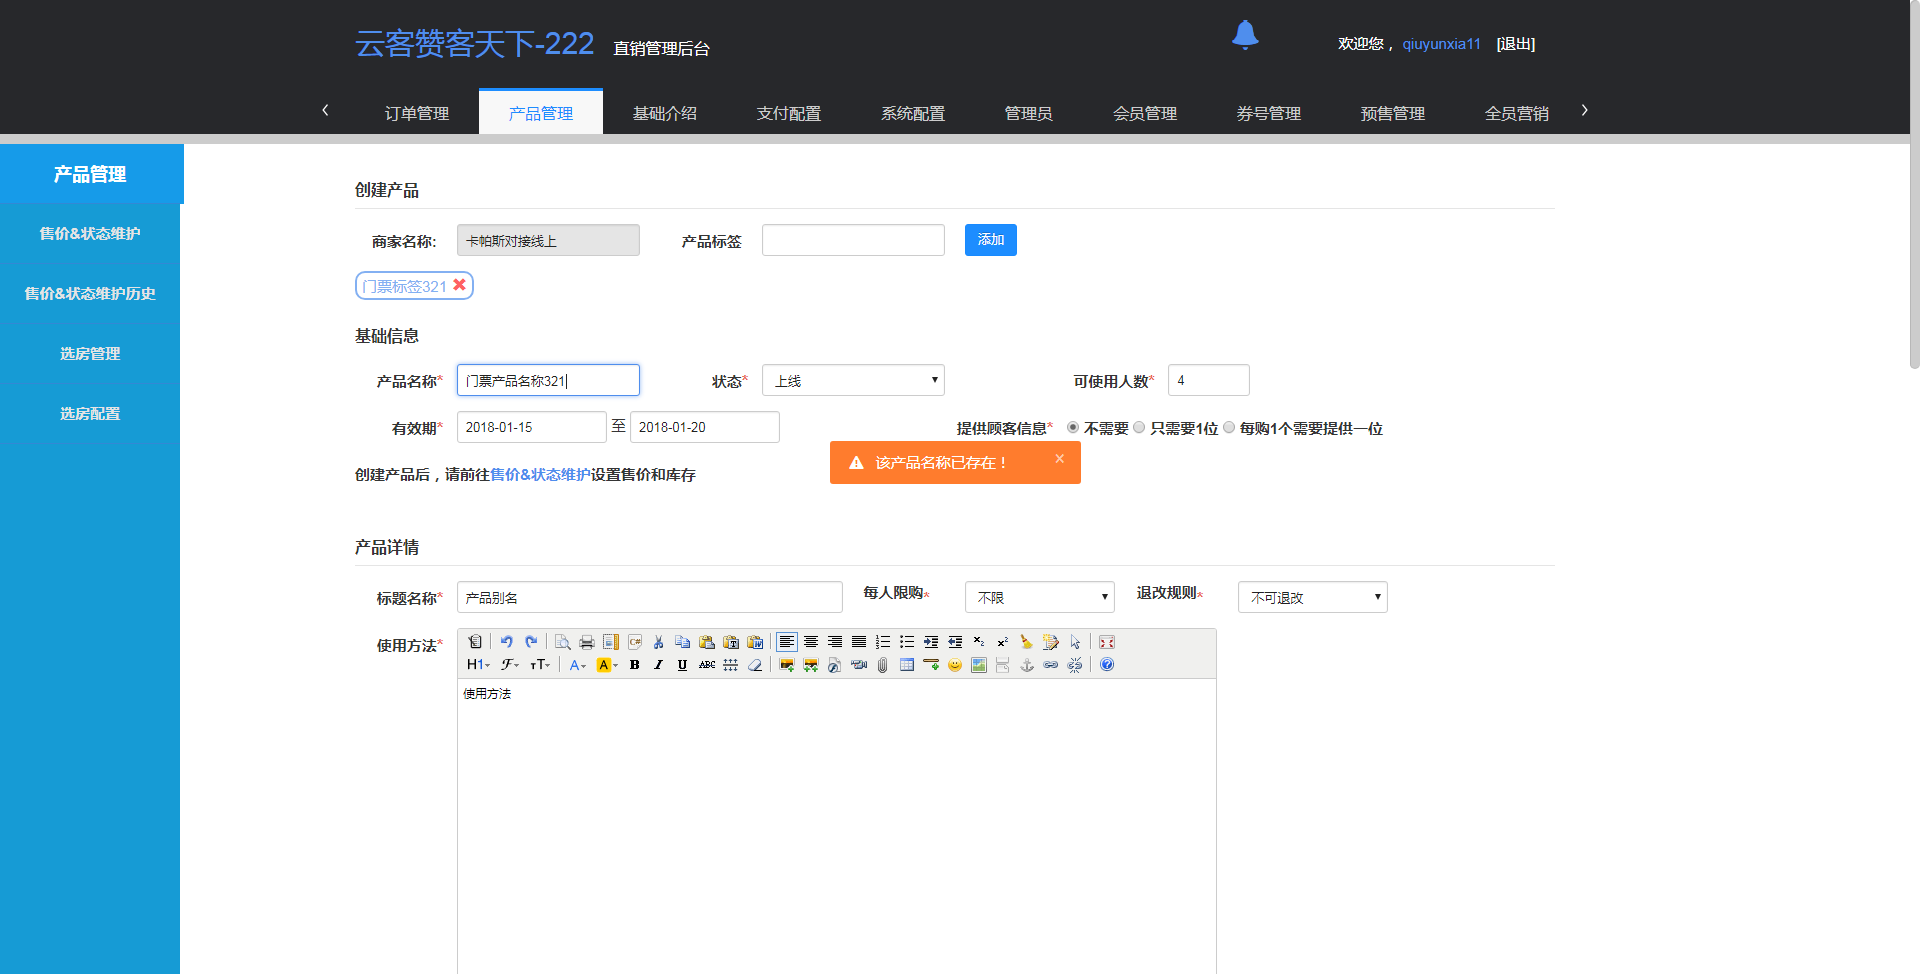 云客赞客天下-222 直销管理后台
欢迎您， qiuyunxia11 [退出]
订单管理 产品管理 基础介绍 支付配置 系统配置 管理员 会员管理 券号管理 预售管理 全员营销
产品管理
售价&状态维护
售价&状态维护历史
选房管理
选房配置
创建产品
商家名称: 卡帕斯对接线上 产品标签 添加
门票标签321
基础信息
产品名称* 门票产品名称321 状态* 上线 可使用人数* 4
有效期* 2018-01-15 至 2018-01-20 提供顾客信息* 不需要 只需要1位 每购1个需要提供一位
该产品名称已存在！ ×
创建产品后，请前往售价&状态维护设置售价和库存
产品详情
标题名称* 产品别名 每人限购* 不限 退改规则* 不可退改
使用方法*
H1 F TT A A B I U ABC
使用方法